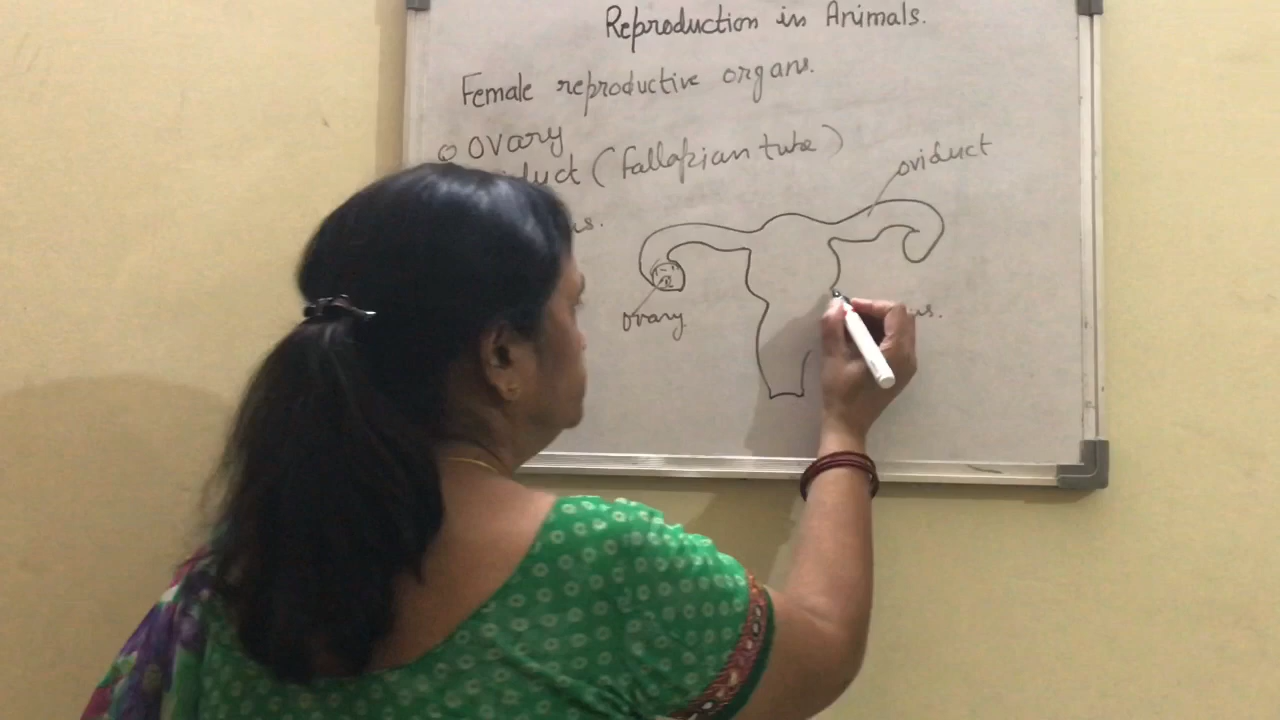 Reproduction in Animals.
Female reproductive organs.
Ovary
(fallopian tube)
oviduct
ovary